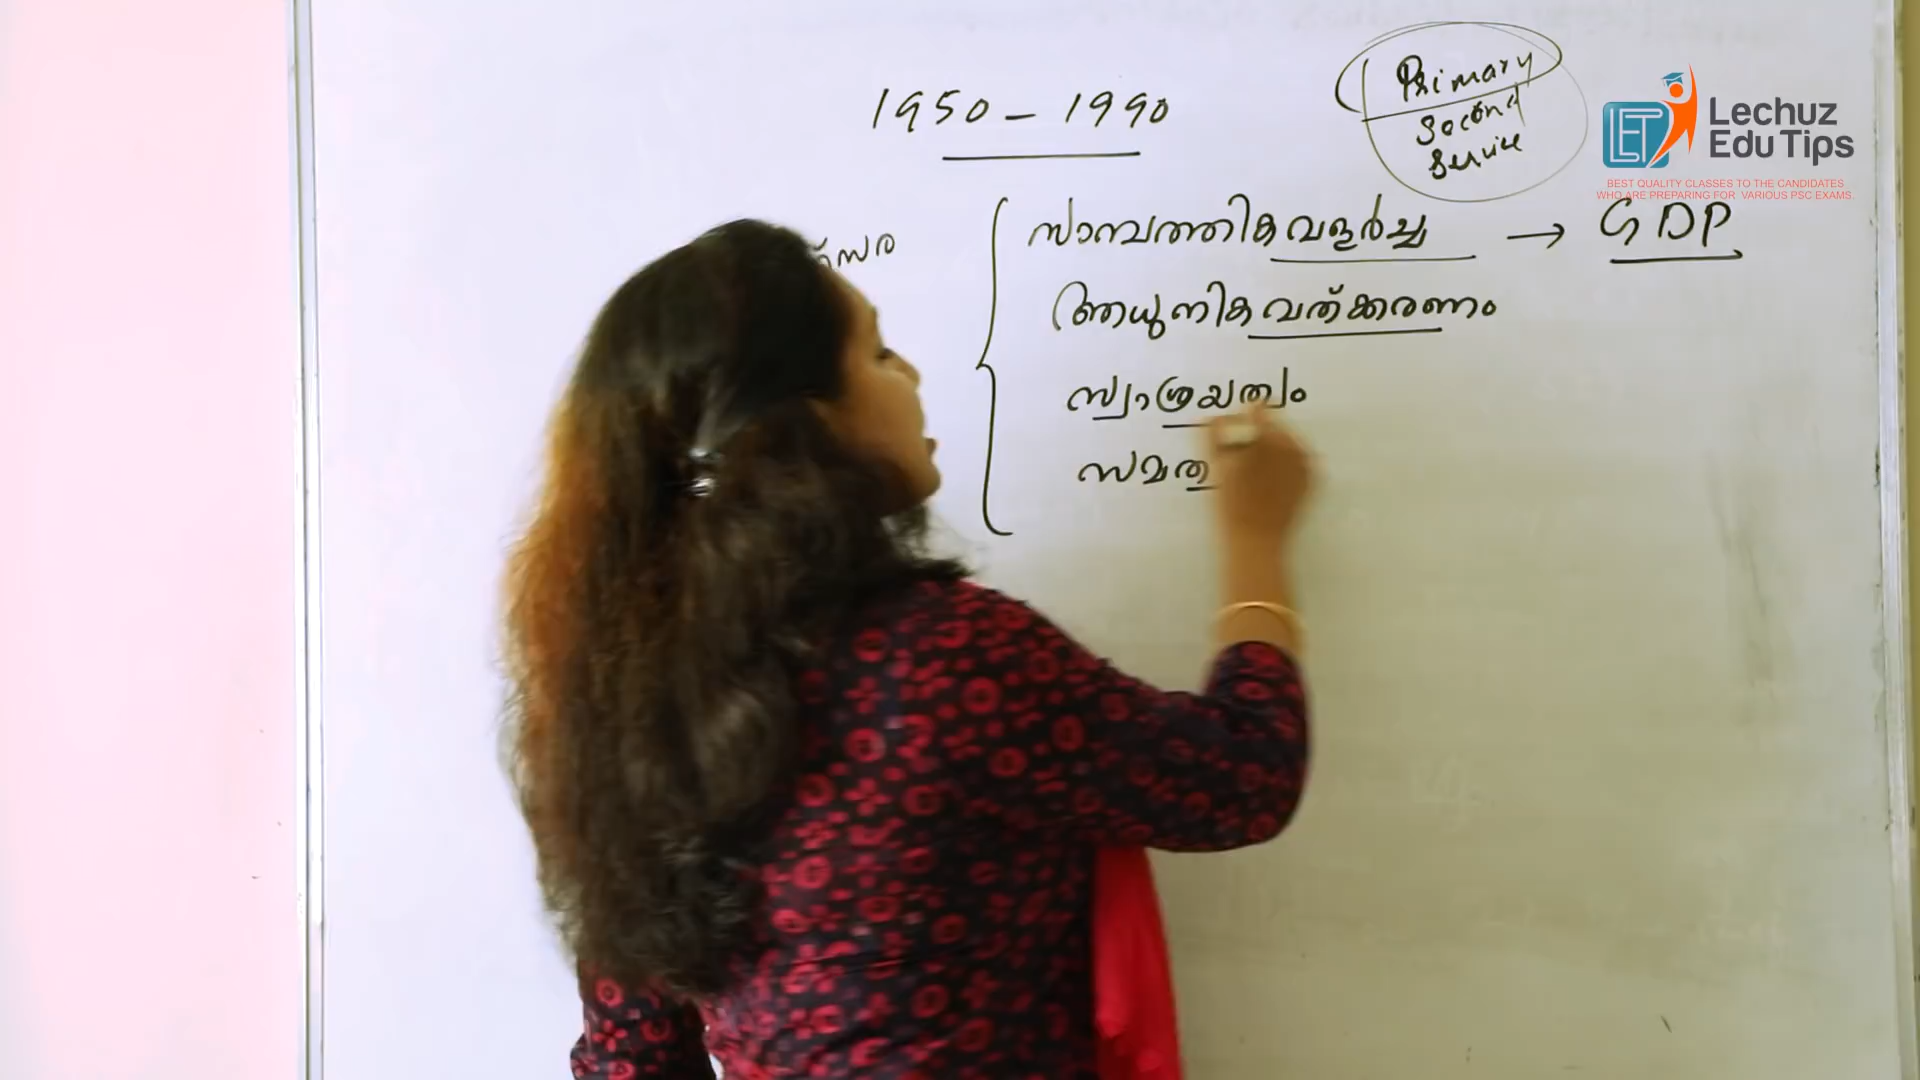 1950 - 1990
Primary
Second
Service
Lechuz
Edu Tips
BEST QUALITY CLASSES TO THE CANDIDATES
WHO ARE PREPARING FOR VARIOUS PSC EXAMS.
സാമ്പത്തിക വളർച്ച → GDP
ആധുനികവത്ക്കരണം
സ്വാശ്രയത്വം
സമത